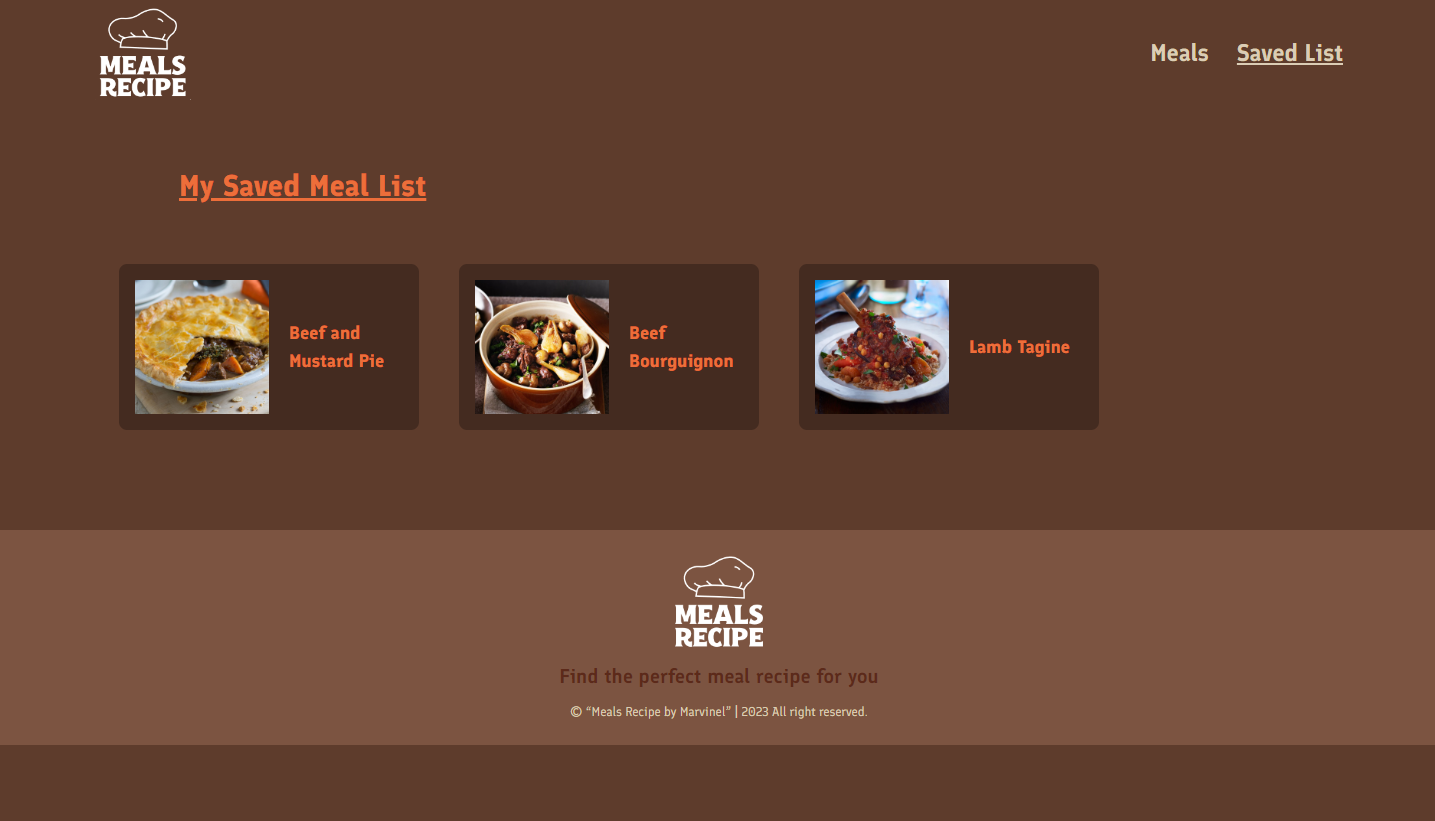 MEALS
RECIPE
Meals
Saved List
My Saved Meal List
Beef and
Mustard Pie
Beef
Bourguignon
Lamb Tagine
MEALS
RECIPE
Find the perfect meal recipe for you
© “Meals Recipe by Marvinel” | 2023 All right reserved.